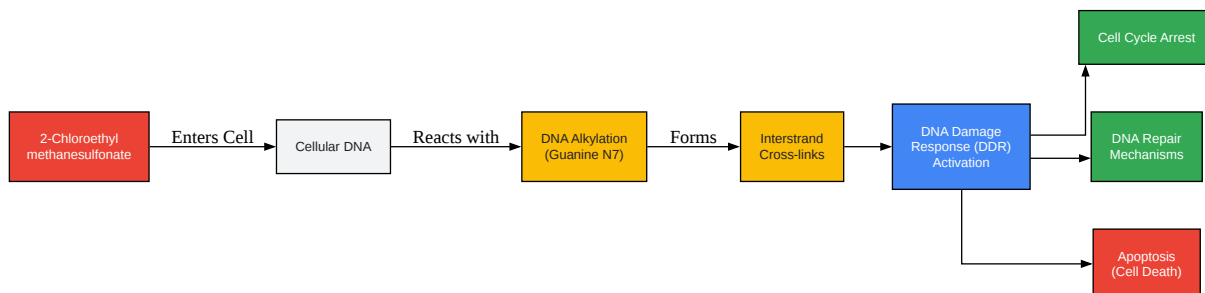 Cell Cycle Arrest
2-Chloroethyl
methanesulfonate
Enters Cell
Cellular DNA
Reacts with
DNA Alkylation
(Guanine N7)
Forms
Interstrand
Cross-links
DNA Damage
Response (DDR)
Activation
DNA Repair
Mechanisms
Apoptosis
(Cell Death)